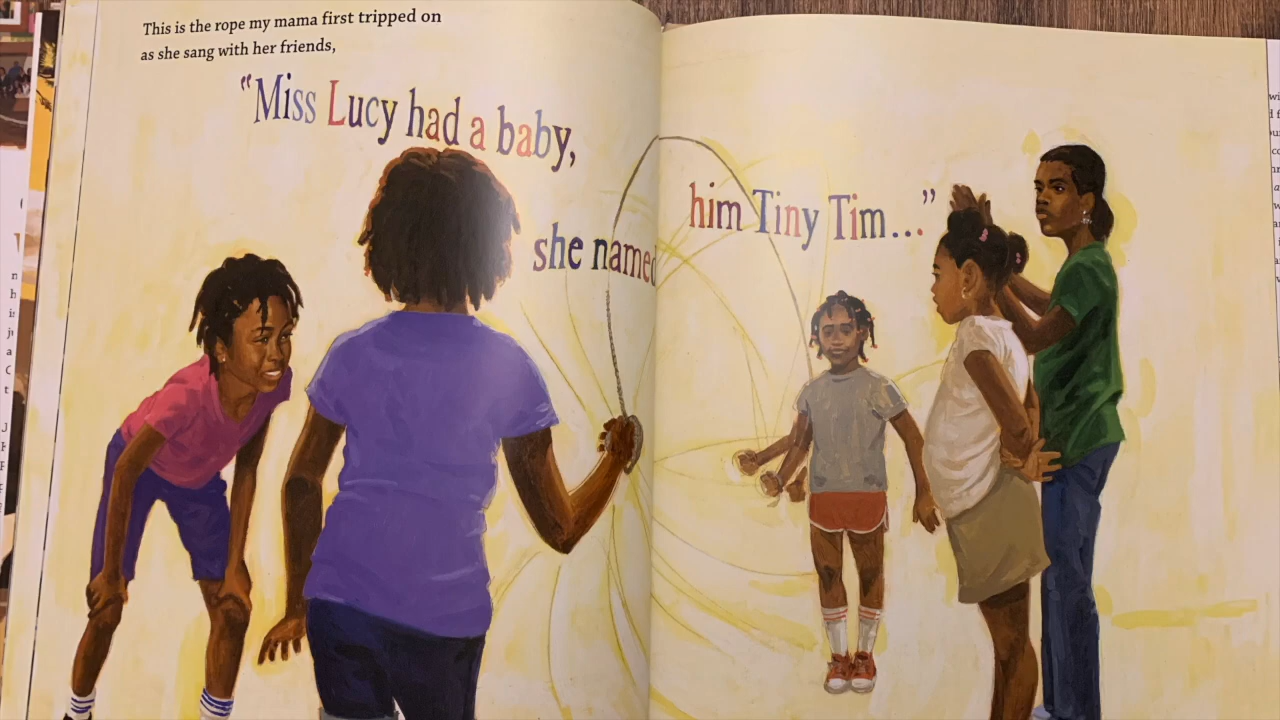 This is the rope my mama first tripped on
as she sang with her friends,
“Miss Lucy had a baby,
she named
him Tiny Tim...”